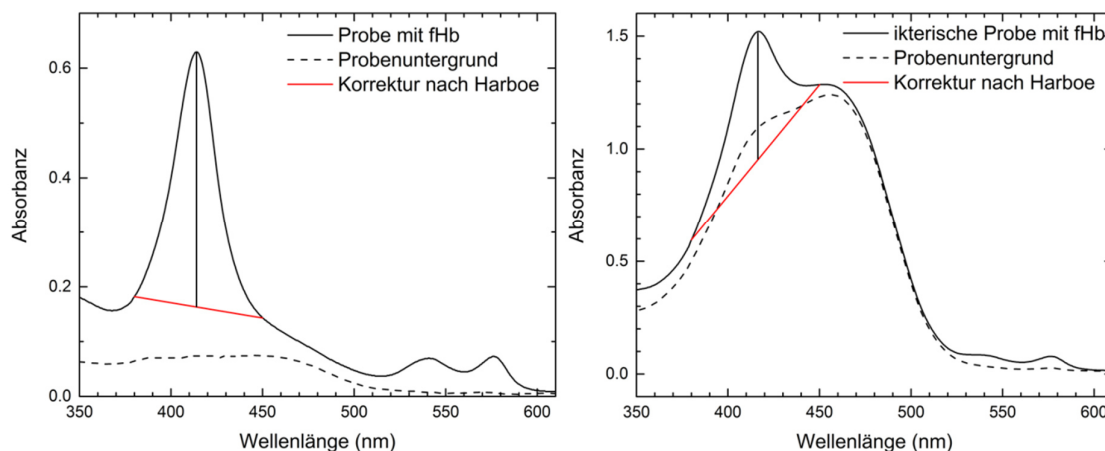 Probe mit fHb
Probenuntergrund
Korrektur nach Harboe
Absorbanz
0.6
0.4
0.2
0.0
350 400 450 500 550 600
Wellenlänge (nm)
ikterische Probe mit fHb
Probenuntergrund
Korrektur nach Harboe
Absorbanz
1.5
1.0
0.5
0.0
350 400 450 500 550 600
Wellenlänge (nm)